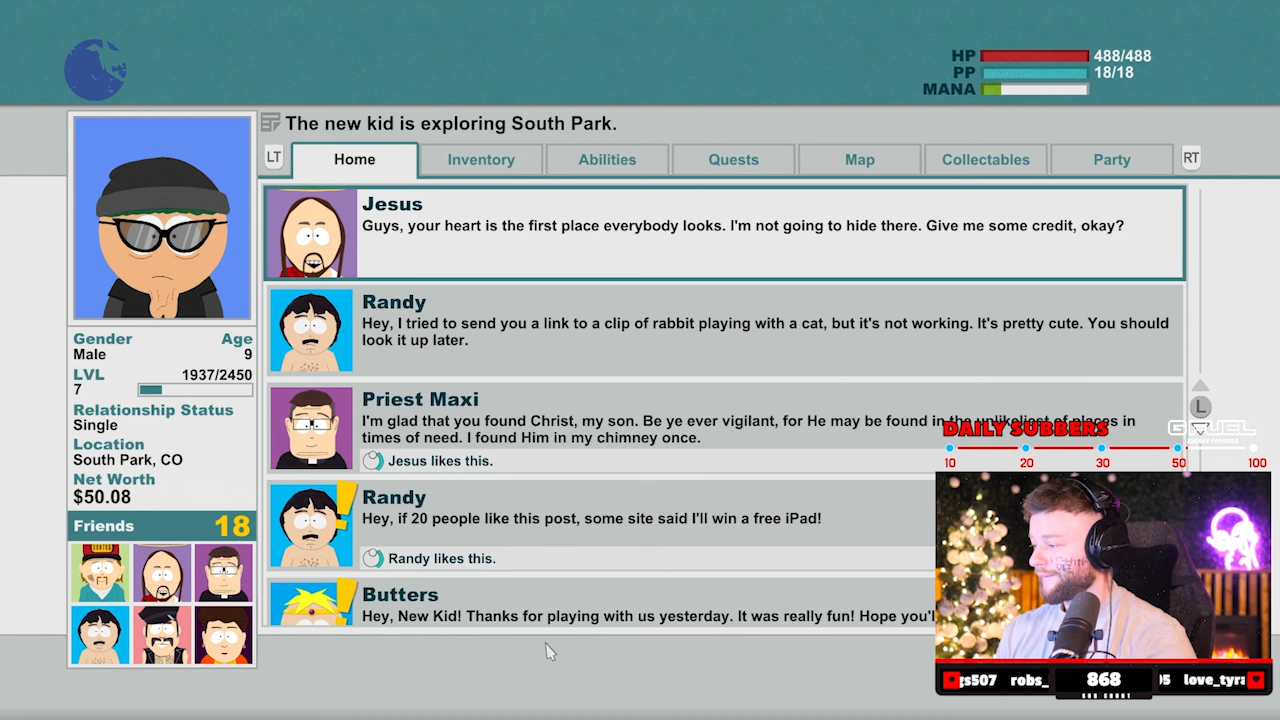 HP 488/488
PP 18/18
MANA
The new kid is exploring South Park.
LT Home Inventory Abilities Quests Map Collectables Party RT
Jesus
Guys, your heart is the first place everybody looks. I'm not going to hide there. Give me some credit, okay?
Randy
Hey, I tried to send you a link to a clip of rabbit playing with a cat, but it's not working. It's pretty cute. You should
look it up later.
Priest Maxi
I'm glad that you found Christ, my son. Be ye ever vigilant, for He may be found in the unlikeliest of places in
times of need. I found Him in my chimney once.
Jesus likes this.
Randy
Hey, if 20 people like this post, some site said I'll win a free iPad!
Randy likes this.
Butters
Hey, New Kid! Thanks for playing with us yesterday. It was really fun! Hope you'l
Gender Age
Male 9
LVL 1937/2450
7
Relationship Status
Single
Location
South Park, CO
Net Worth
$50.08
Friends 18
L
DAILY SUBBERS
G FUEL
ENERGY FORMULA
10 20 30 50 100
gs507 robs_ 868 love_tyra
SUB COUNT